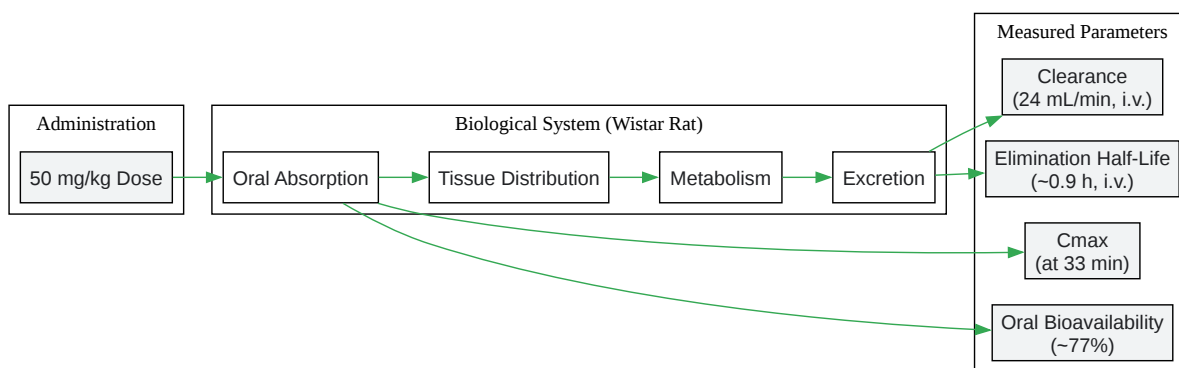 Administration
50 mg/kg Dose
Biological System (Wistar Rat)
Oral Absorption
Tissue Distribution
Metabolism
Excretion
Measured Parameters
Clearance
(24 mL/min, i.v.)
Elimination Half-Life
(~0.9 h, i.v.)
Cmax
(at 33 min)
Oral Bioavailability
(~77%)